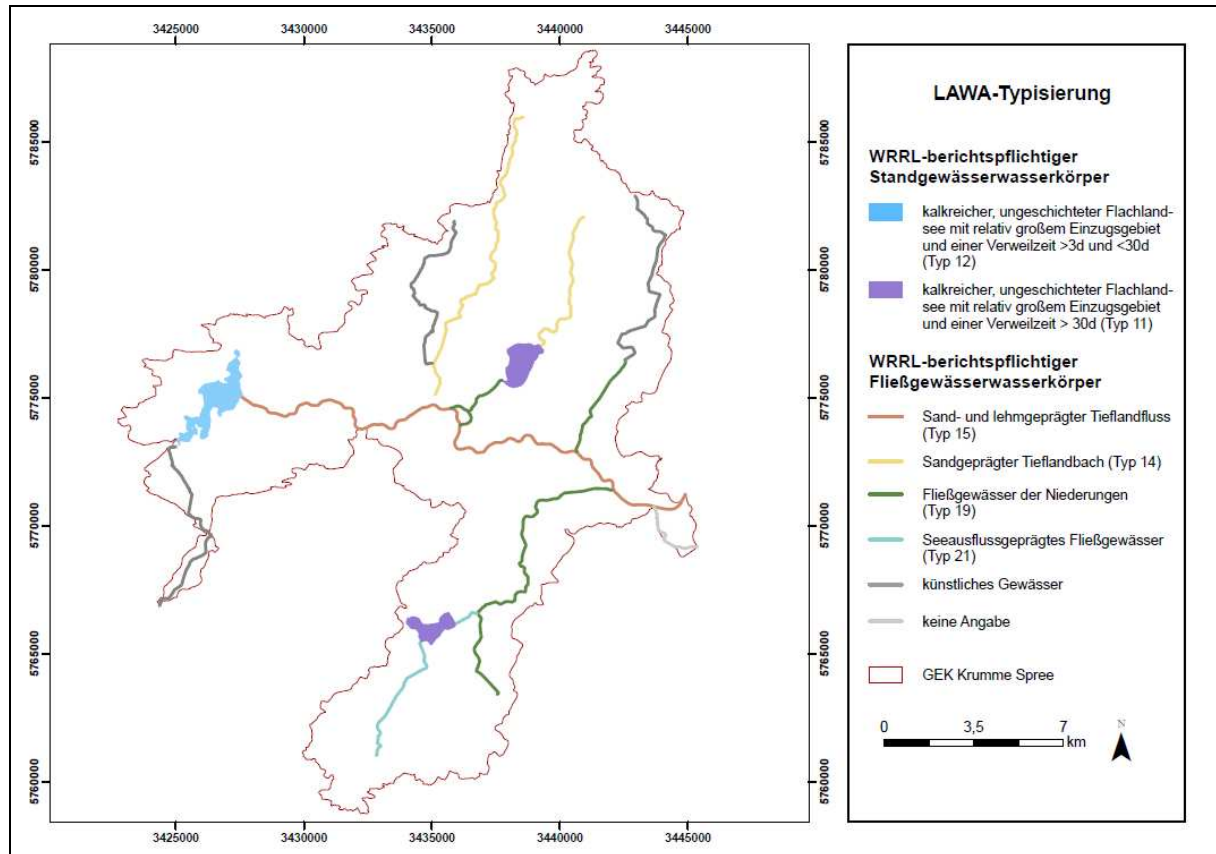 3425000 3430000 3435000 3440000 3445000
5785000
5780000
5775000
5770000
5765000
5760000
5785000
5780000
5775000
5770000
5765000
5760000
3425000 3430000 3435000 3440000 3445000
LAWA-Typisierung
WRRL-berichtspflichtiger
Standgewässerwasserkörper
kalkreicher, ungeschichteter Flachland-
see mit relativ großem Einzugsgebiet
und einer Verweilzeit >3d und <30d
(Typ 12)
kalkreicher, ungeschichteter Flachland-
see mit relativ großem Einzugsgebiet
und einer Verweilzeit > 30d (Typ 11)
WRRL-berichtspflichtiger
Fließgewässerwasserkörper
Sand- und lehmgeprägter Tieflandfluss
(Typ 15)
Sandgeprägter Tieflandbach (Typ 14)
Fließgewässer der Niederungen
(Typ 19)
Seeausflussgeprägtes Fließgewässer
(Typ 21)
künstliches Gewässer
keine Angabe
GEK Krumme Spree
0 3,5 7
km
N